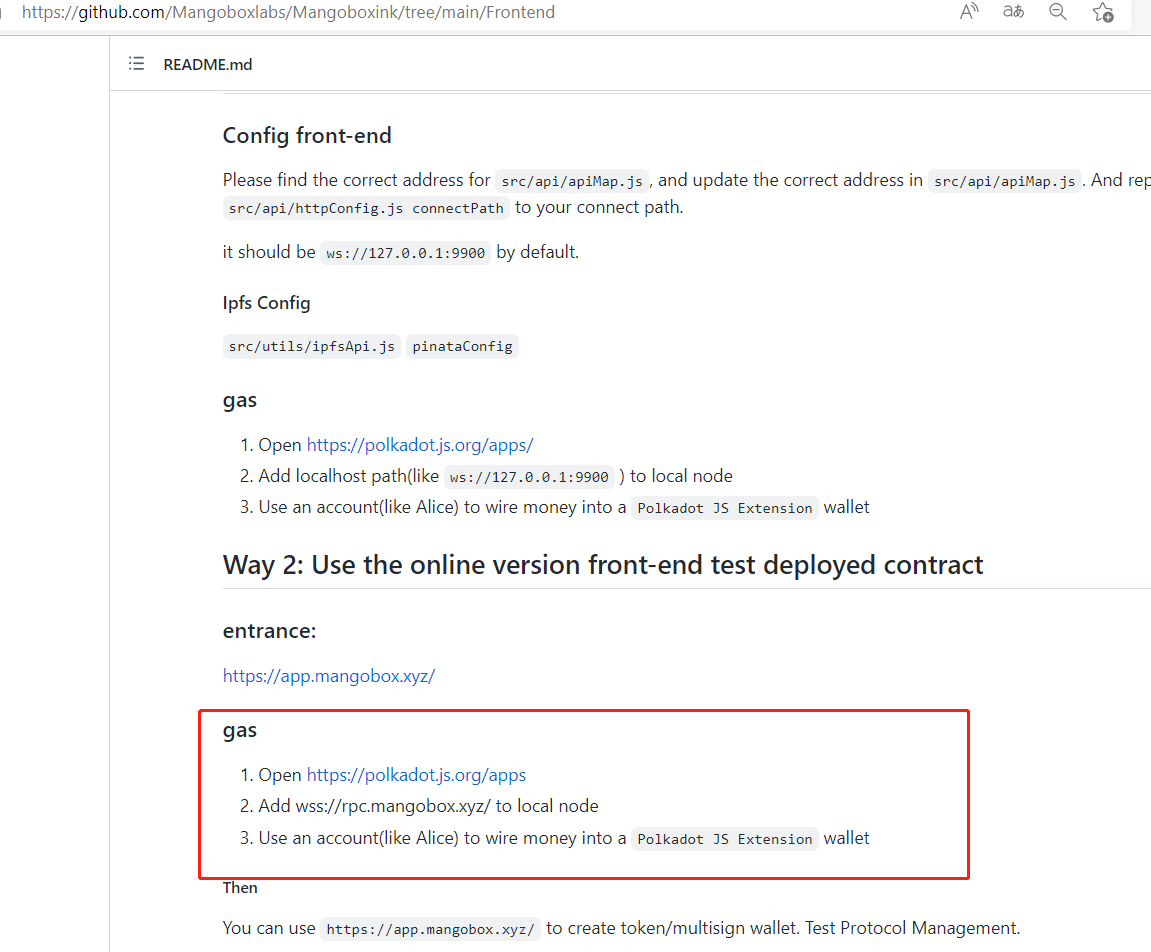 https://github.com/Mangoboxlabs/Mangoboxink/tree/main/Frontend
README.md
Config front-end
Please find the correct address for src/api/apiMap.js , and update the correct address in src/api/apiMap.js . And rep
src/api/httpConfig.js connectPath to your connect path.
it should be ws://127.0.0.1:9900 by default.
Ipfs Config
src/utils/ipfsApi.js pinataConfig
gas
1. Open https://polkadot.js.org/apps/
2. Add localhost path(like ws://127.0.0.1:9900 ) to local node
3. Use an account(like Alice) to wire money into a Polkadot JS Extension wallet
Way 2: Use the online version front-end test deployed contract
entrance:
https://app.mangobox.xyz/
gas
1. Open https://polkadot.js.org/apps
2. Add wss://rpc.mangobox.xyz/ to local node
3. Use an account(like Alice) to wire money into a Polkadot JS Extension wallet
Then
You can use https://app.mangobox.xyz/ to create token/multisign wallet. Test Protocol Management.